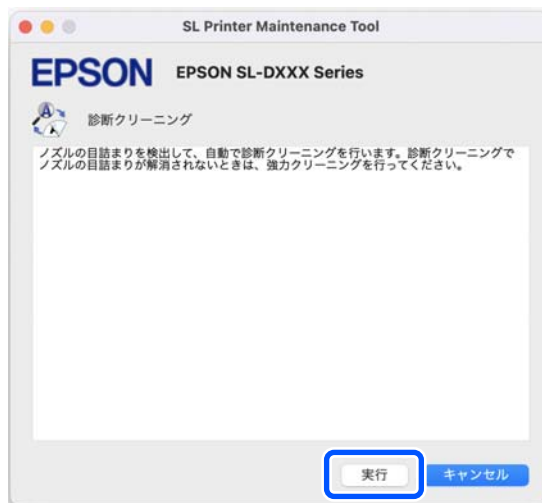 SL Printer Maintenance Tool
EPSON EPSON SL-DXXX Series
診断クリーニング
ノズルの目詰まりを検出して、自動で診断クリーニングを行います。診断クリーニングで
ノズルの目詰まりが解消されないときは、強力クリーニングを行ってください。
実行 キャンセル